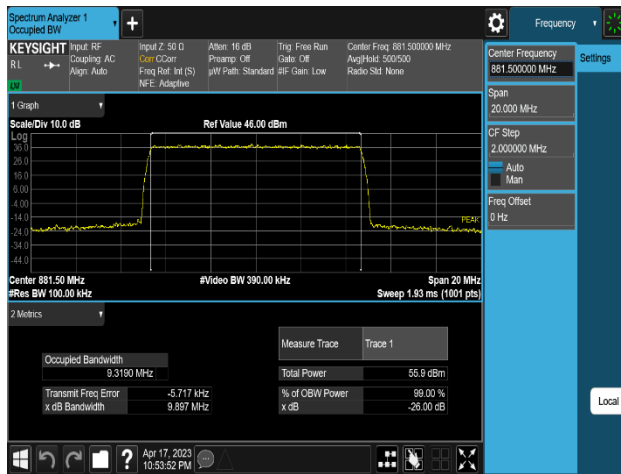 Spectrum Analyzer 1
Occupied BW
Frequency
KEYSIGHT
Input: RF
Coupling: AC
Align: Auto
RL
Input Z: 50 Ω
Corr CCorr
Freq Ref: Int (S)
NFE: Adaptive
Atten: 16 dB
Preamp: Off
µW Path: Standard
Trig: Free Run
Gate: Off
#IF Gain: Low
Center Freq: 881.500000 MHz
Avg|Hold: 500/500
Radio Std: None
Center Frequency
881.500000 MHz
Settings
Span
20.000 MHz
CF Step
2.000000 MHz
Auto
Man
Freq Offset
0 Hz
Local
1 Graph
Scale/Div 10.0 dB
Ref Value 46.00 dBm
Log
36.0
26.0
16.0
6.00
-4.00
-14.0
-24.0
-34.0
-44.0
PEAK
Center 881.50 MHz
#Video BW 390.00 kHz
Span 20 MHz
#Res BW 100.00 kHz
Sweep 1.93 ms (1001 pts)
2 Metrics
Measure Trace
Trace 1
Occupied Bandwidth
9.3190 MHz
Total Power
55.9 dBm
Transmit Freq Error
-5.717 kHz
% of OBW Power
99.00 %
x dB Bandwidth
9.897 MHz
x dB
-26.00 dB
Apr 17, 2023
10:53:52 PM